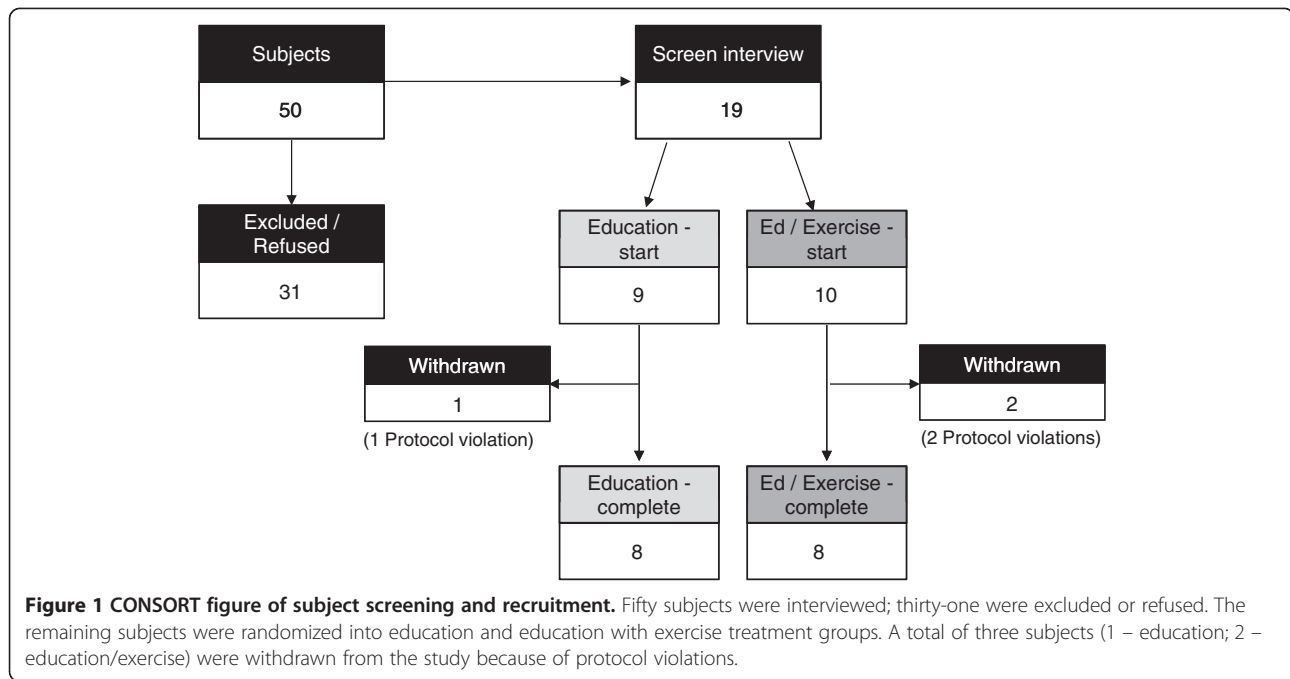 Subjects
50
Screen interview
19
Excluded /
Refused
31
Education -
start
9
Ed / Exercise -
start
10
Withdrawn
1
(1 Protocol violation)
Withdrawn
2
(2 Protocol violations)
Education -
complete
8
Ed / Exercise -
complete
8
Figure 1 CONSORT figure of subject screening and recruitment. Fifty subjects were interviewed; thirty-one were excluded or refused. The
remaining subjects were randomized into education and education with exercise treatment groups. A total of three subjects (1 – education; 2 –
education/exercise) were withdrawn from the study because of protocol violations.